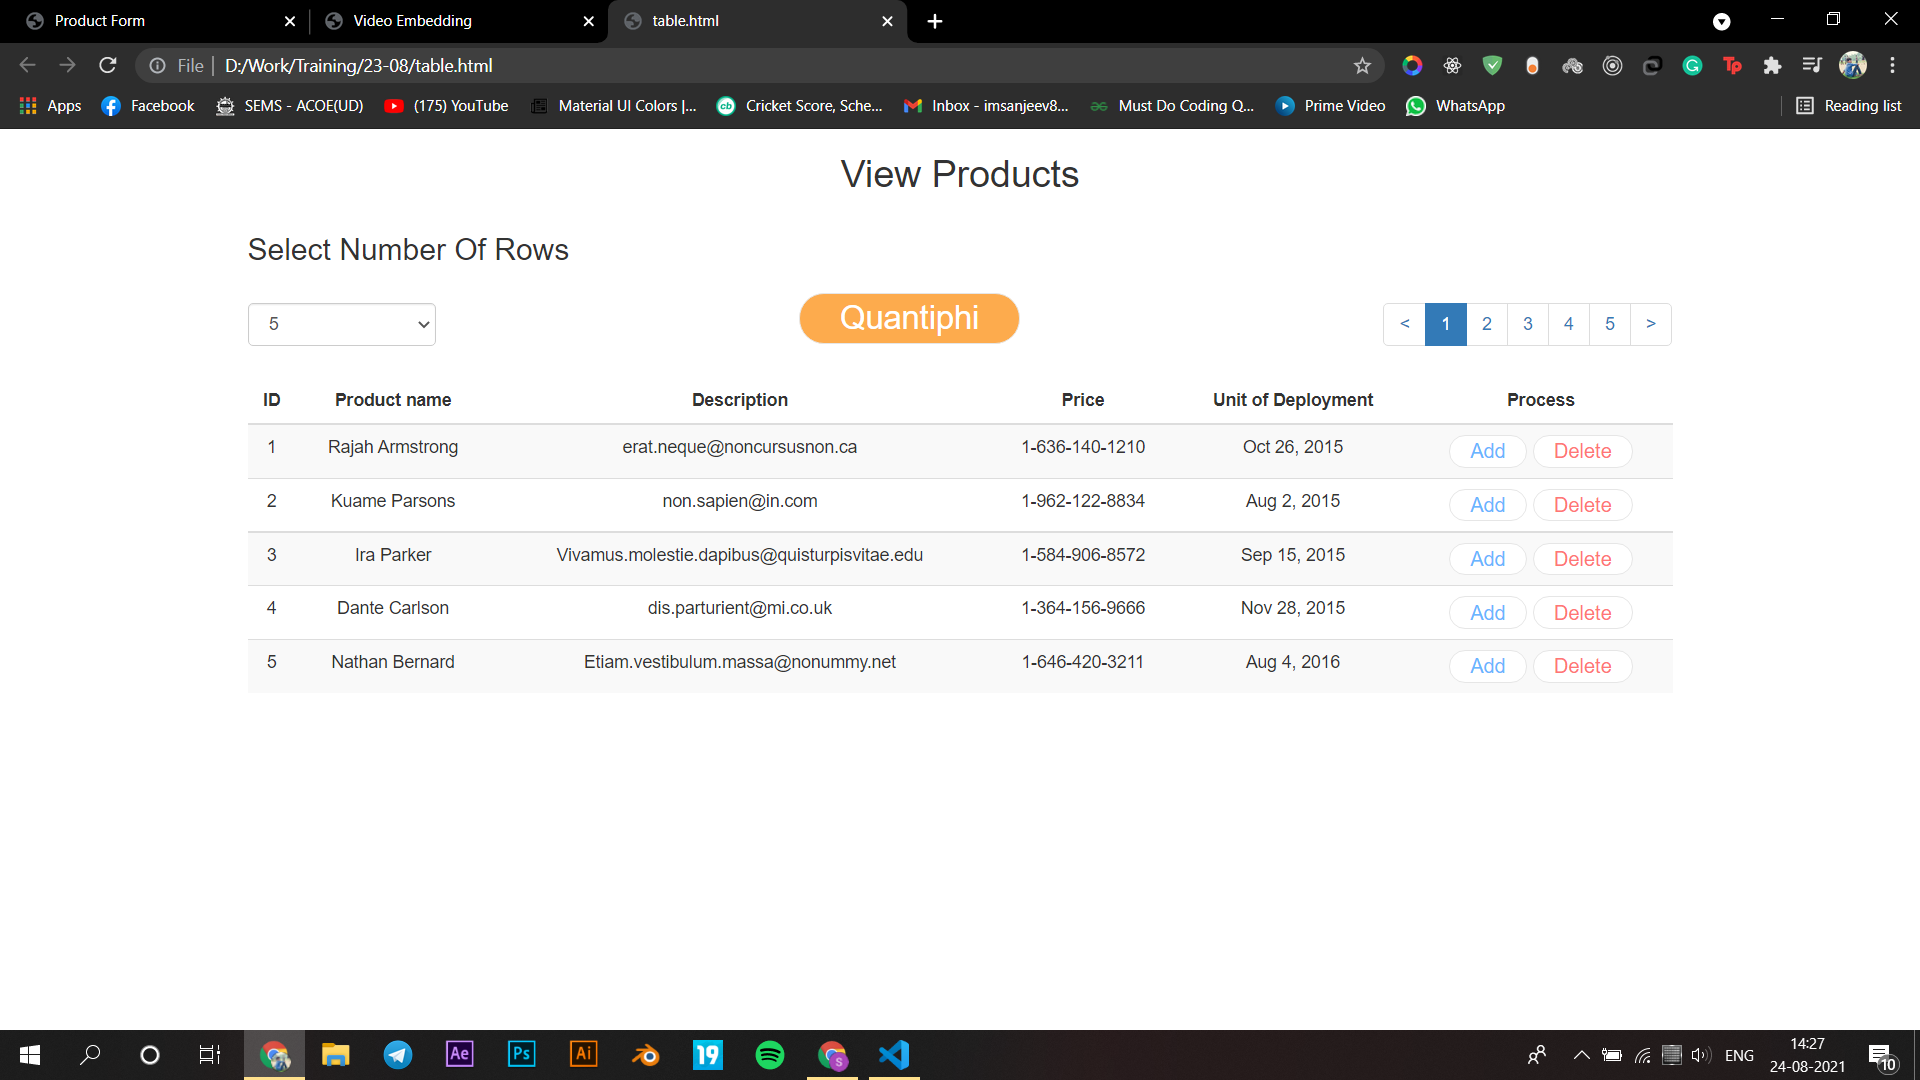 Product Form
Video Embedding
table.html
File
D:/Work/Training/23-08/table.html
Tp
Apps
Facebook
SEMS - ACOE(UD)
(175) YouTube
Material UI Colors |...
cb Cricket Score, Sche...
Inbox - imsanjeev8...
Must Do Coding Q...
Prime Video
WhatsApp
Reading list
View Products
Select Number Of Rows
5
Quantiphi
< 1 2 3 4 5 >
ID Product name Description Price Unit of Deployment Process
1 Rajah Armstrong erat.neque@noncursusnon.ca 1-636-140-1210 Oct 26, 2015 Add Delete
2 Kuame Parsons non.sapien@in.com 1-962-122-8834 Aug 2, 2015 Add Delete
3 Ira Parker Vivamus.molestie.dapibus@quisturpisvitae.edu 1-584-906-8572 Sep 15, 2015 Add Delete
4 Dante Carlson dis.parturient@mi.co.uk 1-364-156-9666 Nov 28, 2015 Add Delete
5 Nathan Bernard Etiam.vestibulum.massa@nonummy.net 1-646-420-3211 Aug 4, 2016 Add Delete
Ae
Ps
Ai
19
S
ENG
14:27
24-08-2021
10